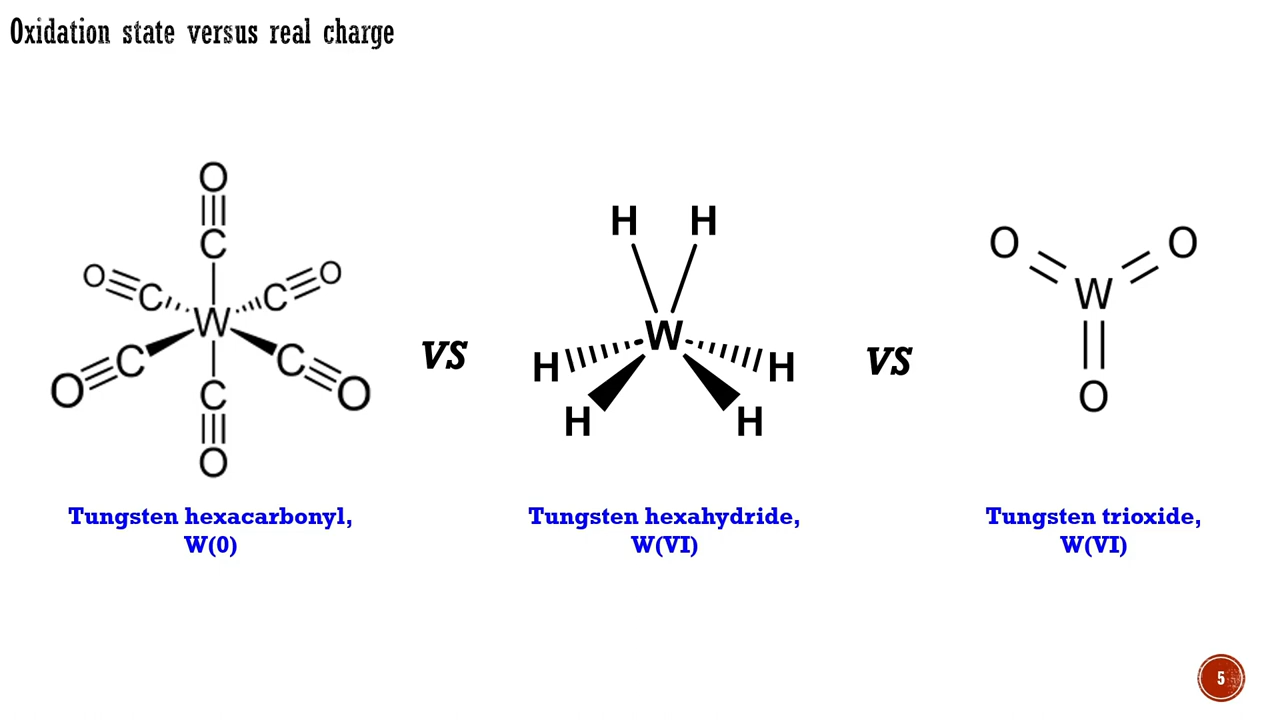 Oxidation state versus real charge
O
C
O
C
C
O
W
O
C
C
O
C
O
VS
H
H
W
H
H
H
H
VS
O
O
W
O
Tungsten hexacarbonyl,
W(0)
Tungsten hexahydride,
W(VI)
Tungsten trioxide,
W(VI)
5